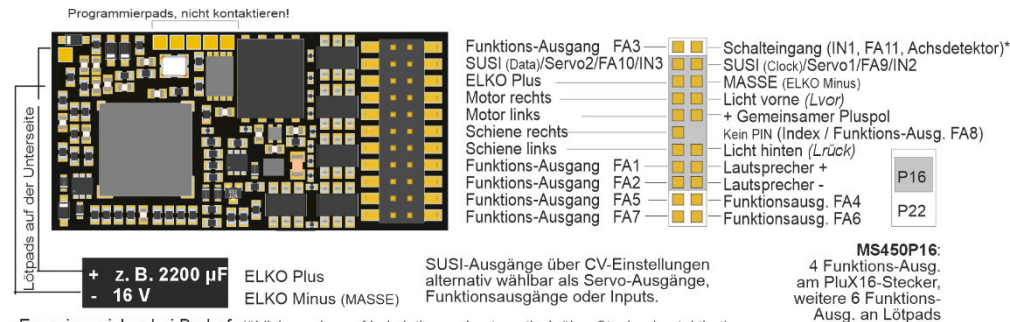 Programmierpads, nicht kontaktieren!
Lötpads auf der Unterseite
Funktions-Ausgang FA3
SUSI (Data)/Servo2/FA10/IN3
ELKO Plus
Motor rechts
Motor links
Schiene rechts
Schiene links
Funktions-Ausgang FA1
Funktions-Ausgang FA2
Funktions-Ausgang FA5
Funktions-Ausgang FA7
Schalteingang (IN1, FA11, Achsdetektor)*
SUSI (Clock)/Servo1/FA9/IN2
MASSE (ELKO Minus)
Licht vorne (Lvor)
+ Gemeinsamer Pluspol
Kein PIN (Index / Funktions-Ausg. FA8)
Licht hinten (Lrück)
Lautsprecher +
Lautsprecher -
Funktionsausg. FA4
Funktionsausg. FA6
P16
P22
+ z. B. 2200 µF
- 16 V
ELKO Plus
ELKO Minus (MASSE)
SUSI-Ausgänge über CV-Einstellungen
alternativ wählbar als Servo-Ausgänge,
Funktionsausgänge oder Inputs.
MS450P16:
4 Funktions-Ausg.
am PluX16-Stecker,
weitere 6 Funktions-
Ausg. an Lötpads